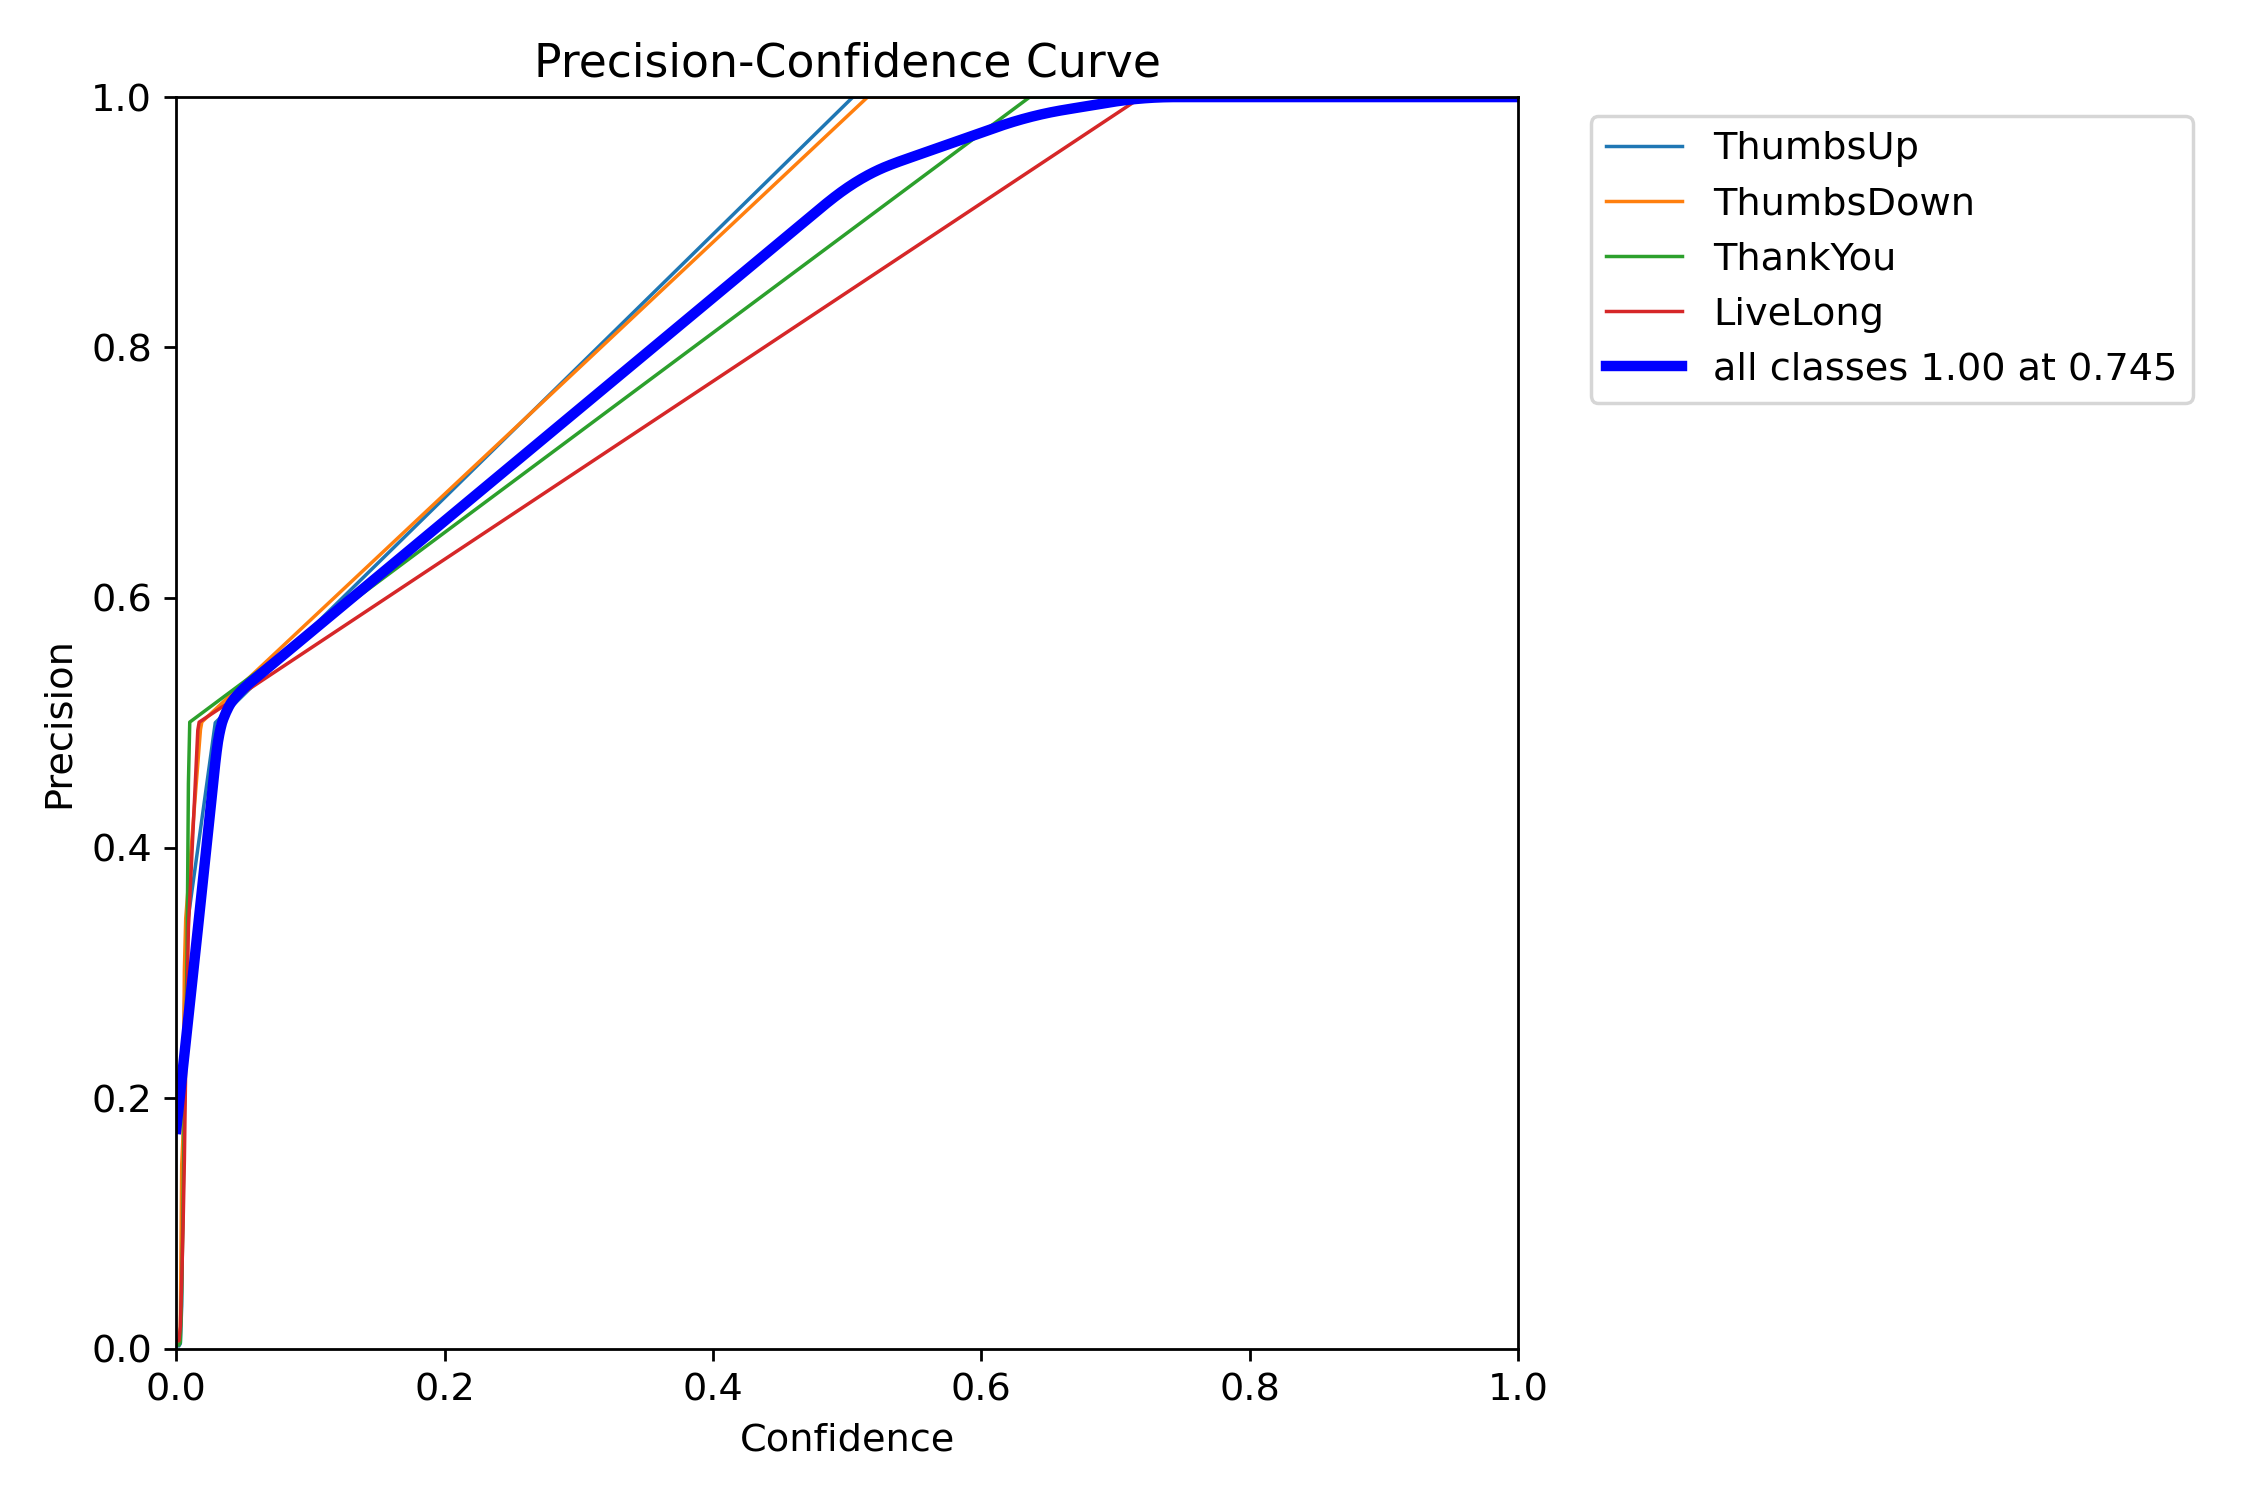 Precision-Confidence Curve
1.0
0.8
0.6
0.4
0.2
0.0
Precision
0.0 0.2 0.4 0.6 0.8 1.0
Confidence
ThumbsUp
ThumbsDown
ThankYou
LiveLong
all classes 1.00 at 0.745